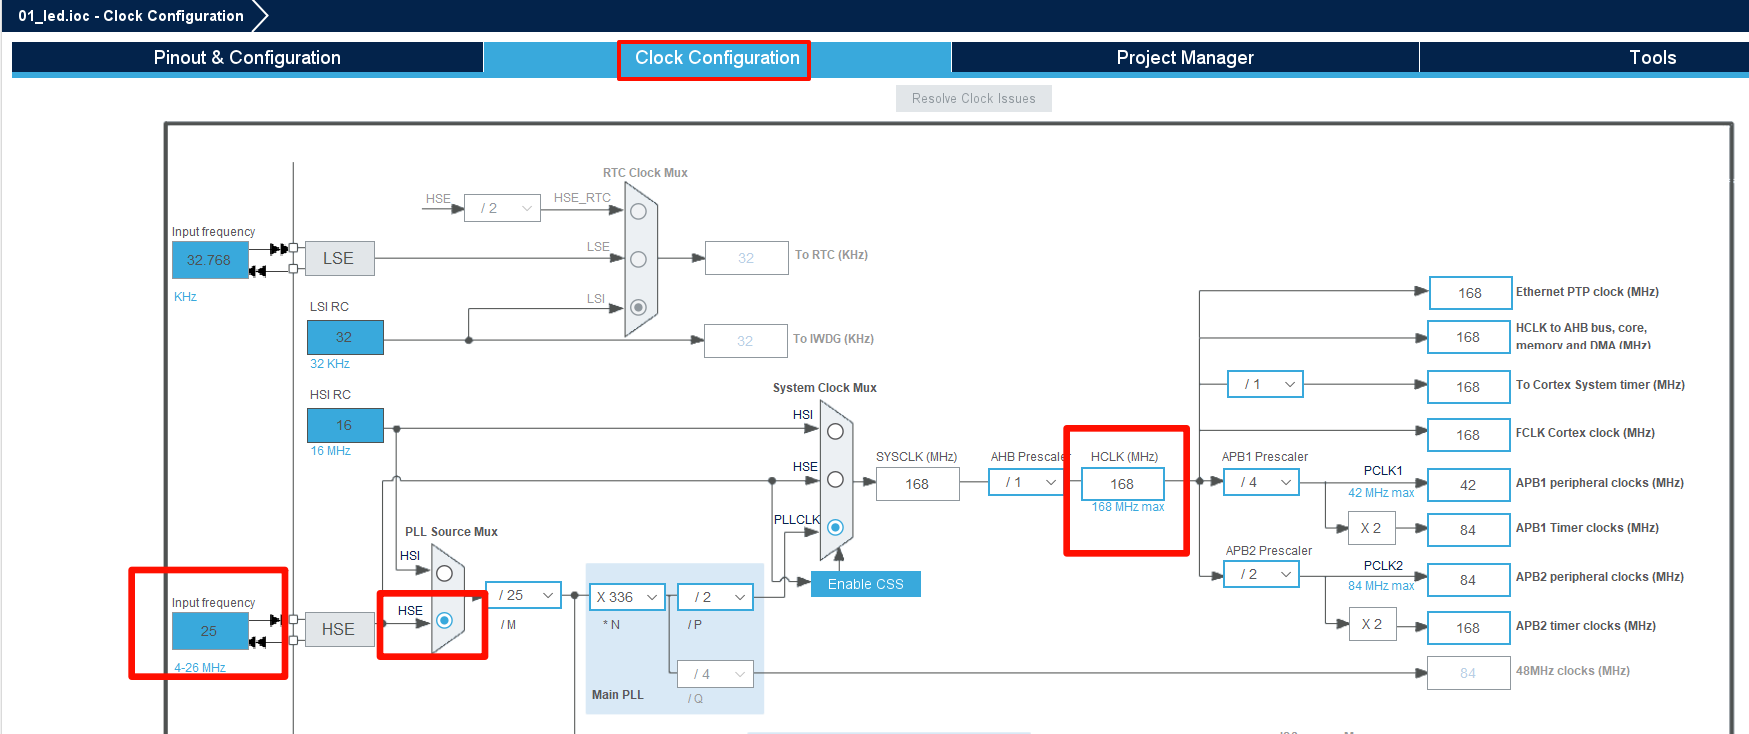 01_led.ioc - Clock Configuration
Pinout & Configuration
Clock Configuration
Project Manager
Tools
Resolve Clock Issues
RTC Clock Mux
HSE
/ 2
HSE_RTC
Input frequency
32.768
KHz
LSE
LSE
32
To RTC (KHz)
LSI RC
LSI
32
32 KHz
32
To IWDG (KHz)
HSI RC
16
16 MHz
System Clock Mux
HSI
HSE
PLLCLK
SYSCLK (MHz)
168
AHB Prescaler
/ 1
HCLK (MHz)
168
168 MHz max
168
Ethernet PTP clock (MHz)
168
HCLK to AHB bus, core,
memory and DMA (MHz)
/ 1
168
To Cortex System timer (MHz)
168
FCLK Cortex clock (MHz)
APB1 Prescaler
/ 4
PCLK1
42 MHz max
42
APB1 peripheral clocks (MHz)
X 2
84
APB1 Timer clocks (MHz)
APB2 Prescaler
/ 2
PCLK2
84 MHz max
84
APB2 peripheral clocks (MHz)
X 2
168
APB2 timer clocks (MHz)
84
48MHz clocks (MHz)
PLL Source Mux
HSI
HSE
Enable CSS
Input frequency
25
4-26 MHz
HSE
/ 25
/ M
X 336
* N
/ 2
/ P
/ 4
/ Q
Main PLL